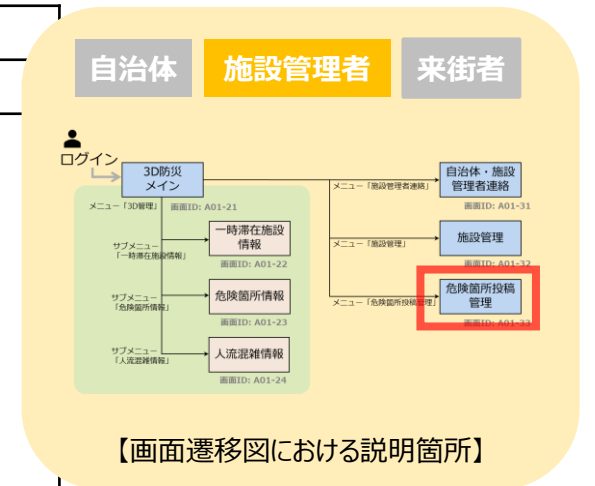 自治体 施設管理者 来街者
ログイン
3D防災
メイン
画面ID: A01-21
メニュー「3D管理」
サブメニュー
「一時滞在施設情報」
一時滞在施設
情報
画面ID: A01-22
サブメニュー
「危険箇所情報」
危険箇所情報
画面ID: A01-23
サブメニュー
「人流混雑情報」
人流混雑情報
画面ID: A01-24
メニュー「施設管理者連絡」
自治体・施設
管理者連絡
画面ID: A01-31
メニュー「施設管理」
施設管理
画面ID: A01-32
メニュー「危険箇所投稿管理」
危険箇所投稿
管理
画面ID: A01-33
【画面遷移図における説明箇所】